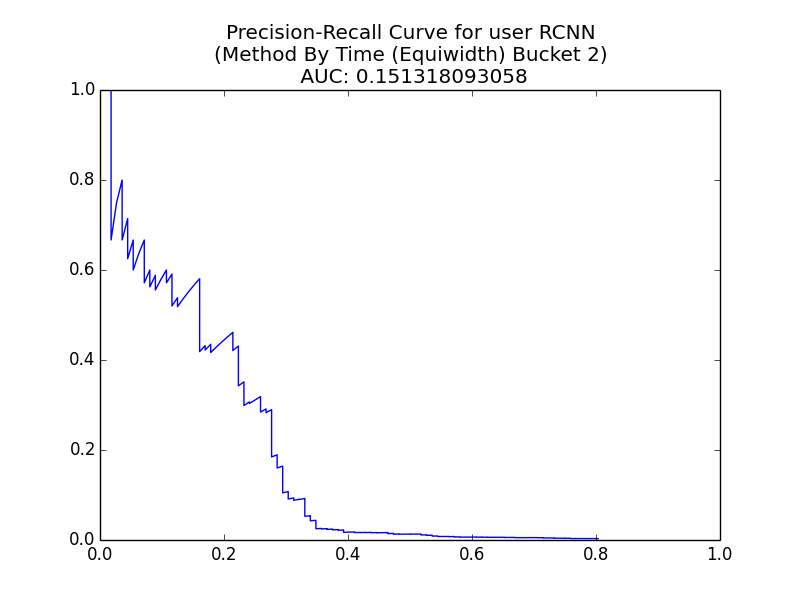 Precision-Recall Curve for user RCNN
(Method By Time (Equiwidth) Bucket 2)
AUC: 0.151318093058
1.0
0.8
0.6
0.4
0.2
0.0
0.0 0.2 0.4 0.6 0.8 1.0